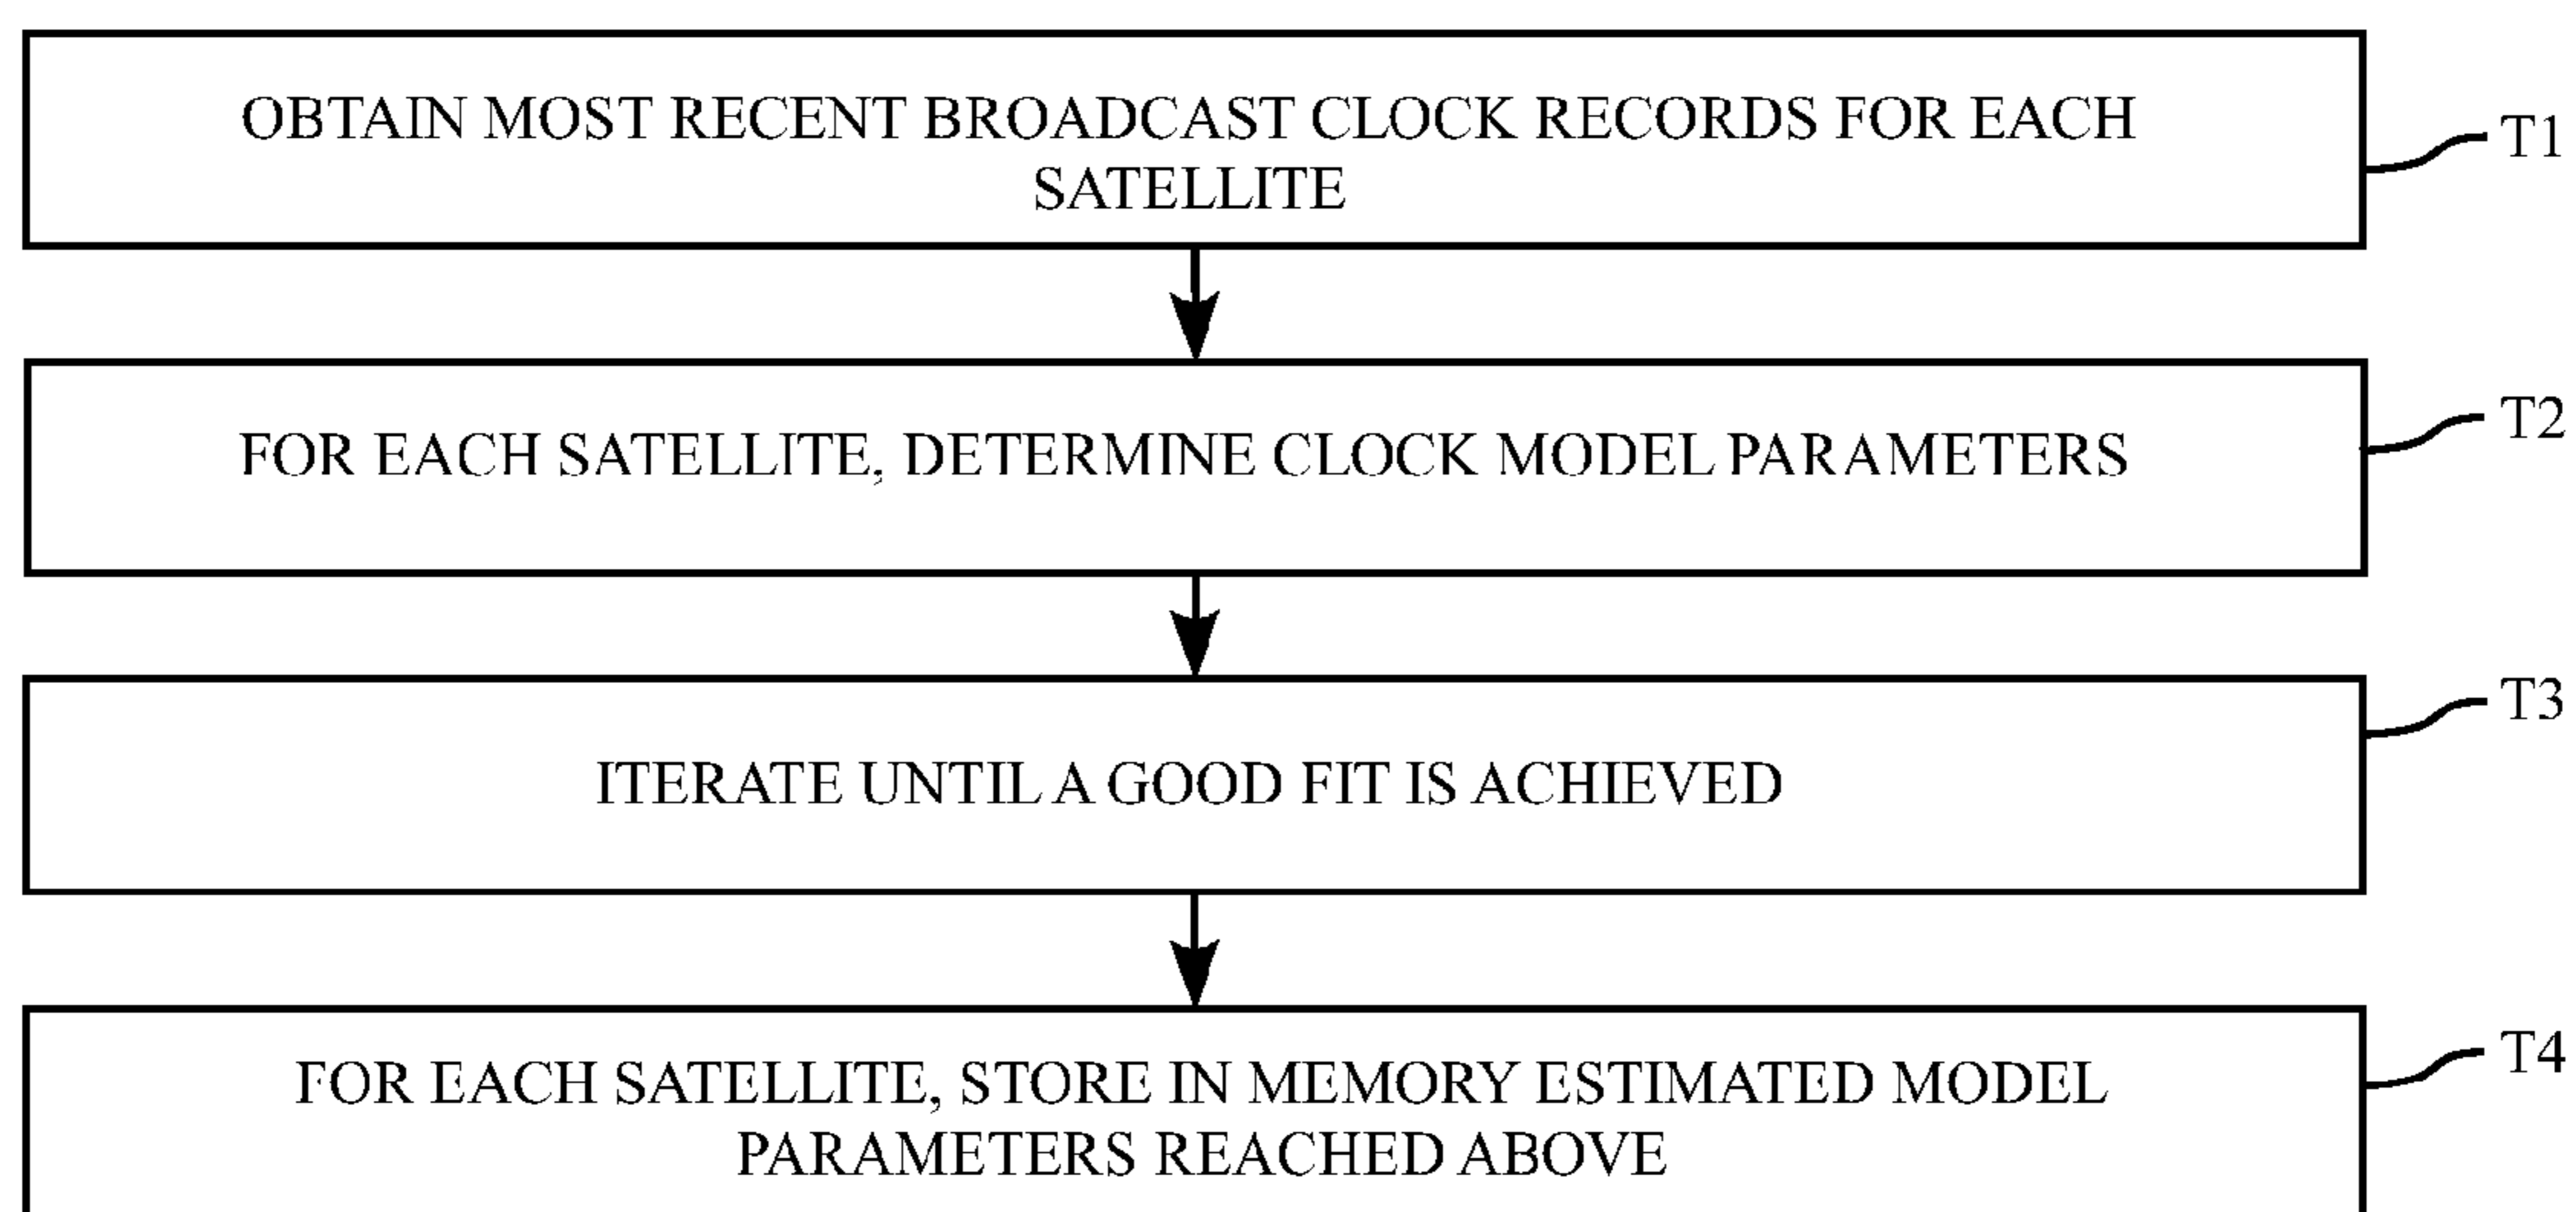 OBTAIN MOST RECENT BROADCAST CLOCK RECORDS FOR EACH
SATELLITE
T1
FOR EACH SATELLITE, DETERMINE CLOCK MODEL PARAMETERS
T2
ITERATE UNTIL A GOOD FIT IS ACHIEVED
T3
FOR EACH SATELLITE, STORE IN MEMORY ESTIMATED MODEL
PARAMETERS REACHED ABOVE
T4